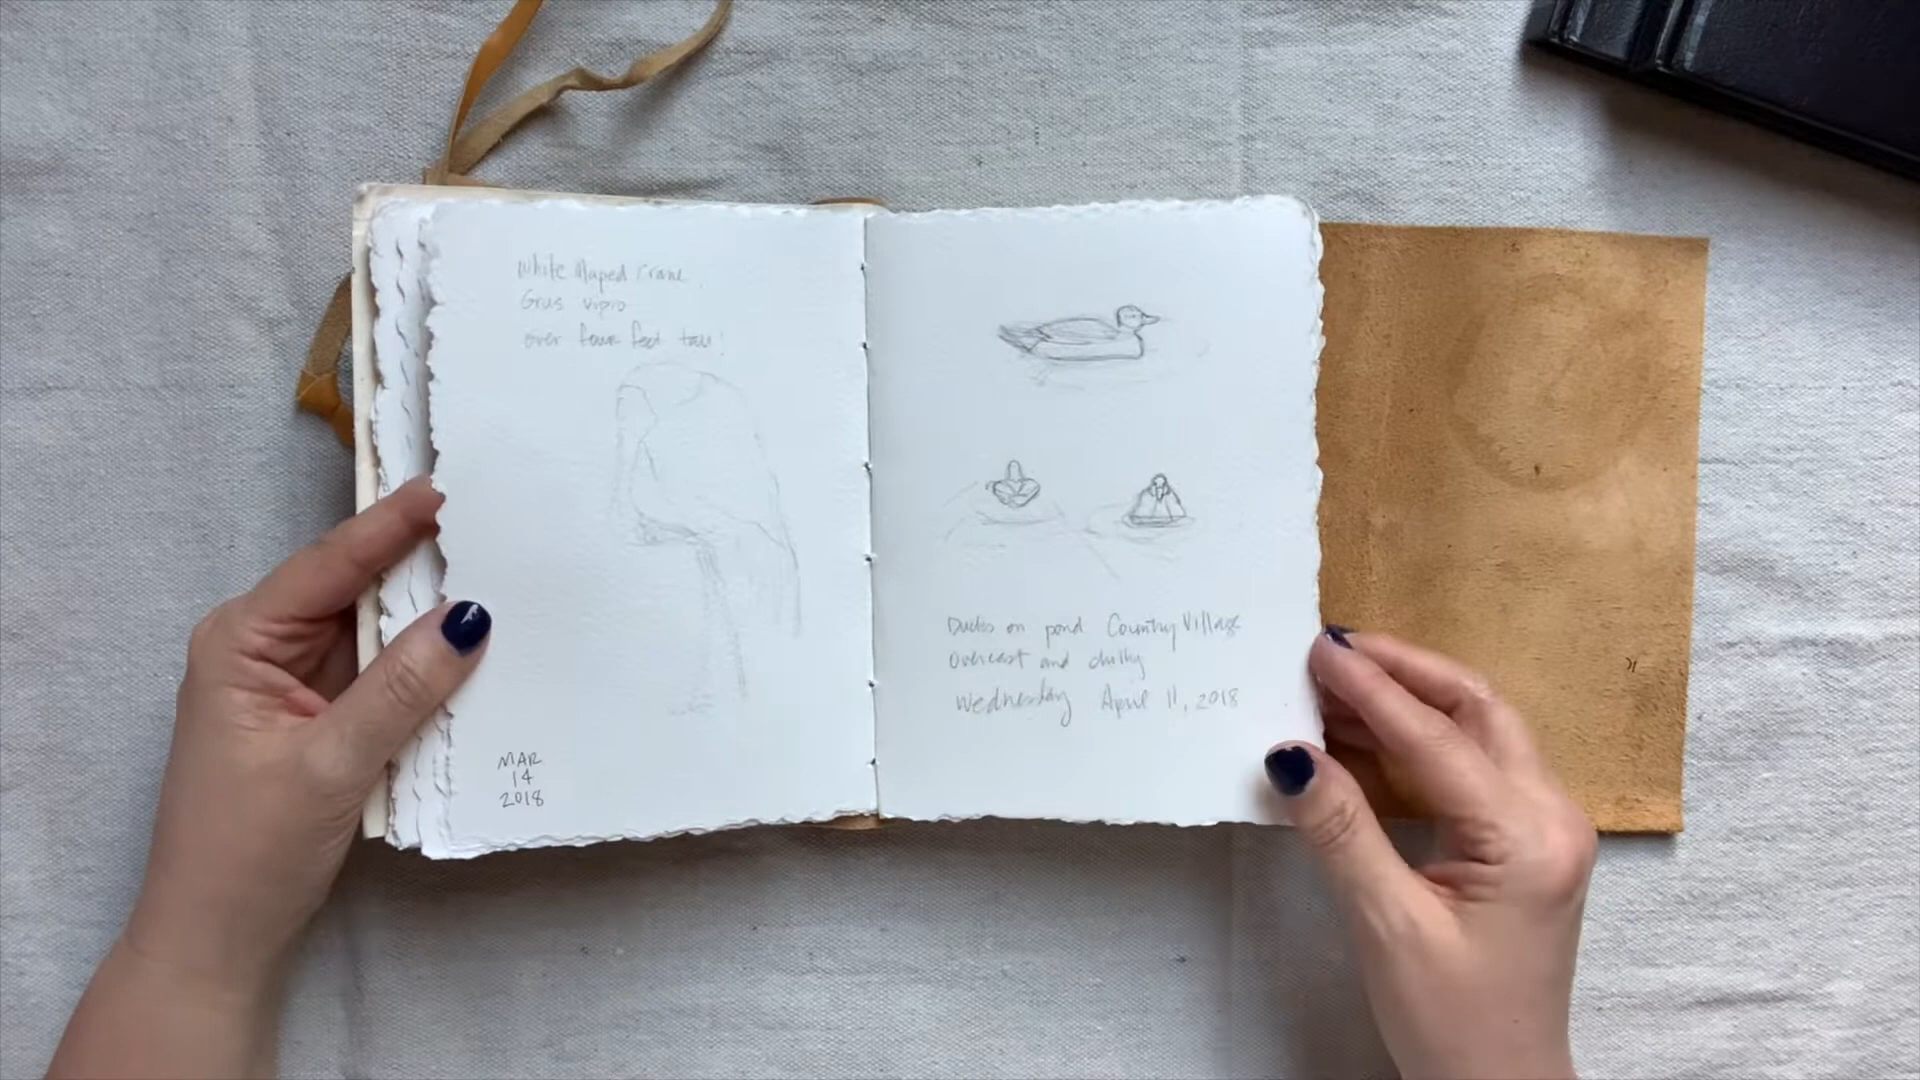 White Naped Crane
Grus vipio
over four feet tall!
MAR
14
2018
Ducks on pond Country Village
Overcast and chilly
Wednesday April 11, 2018